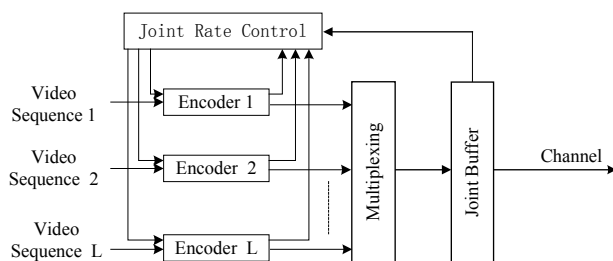 Joint Rate Control
Video
Sequence 1
Encoder 1
Video
Sequence 2
Encoder 2
Video
Sequence L
Encoder L
Multiplexing
Joint Buffer
Channel